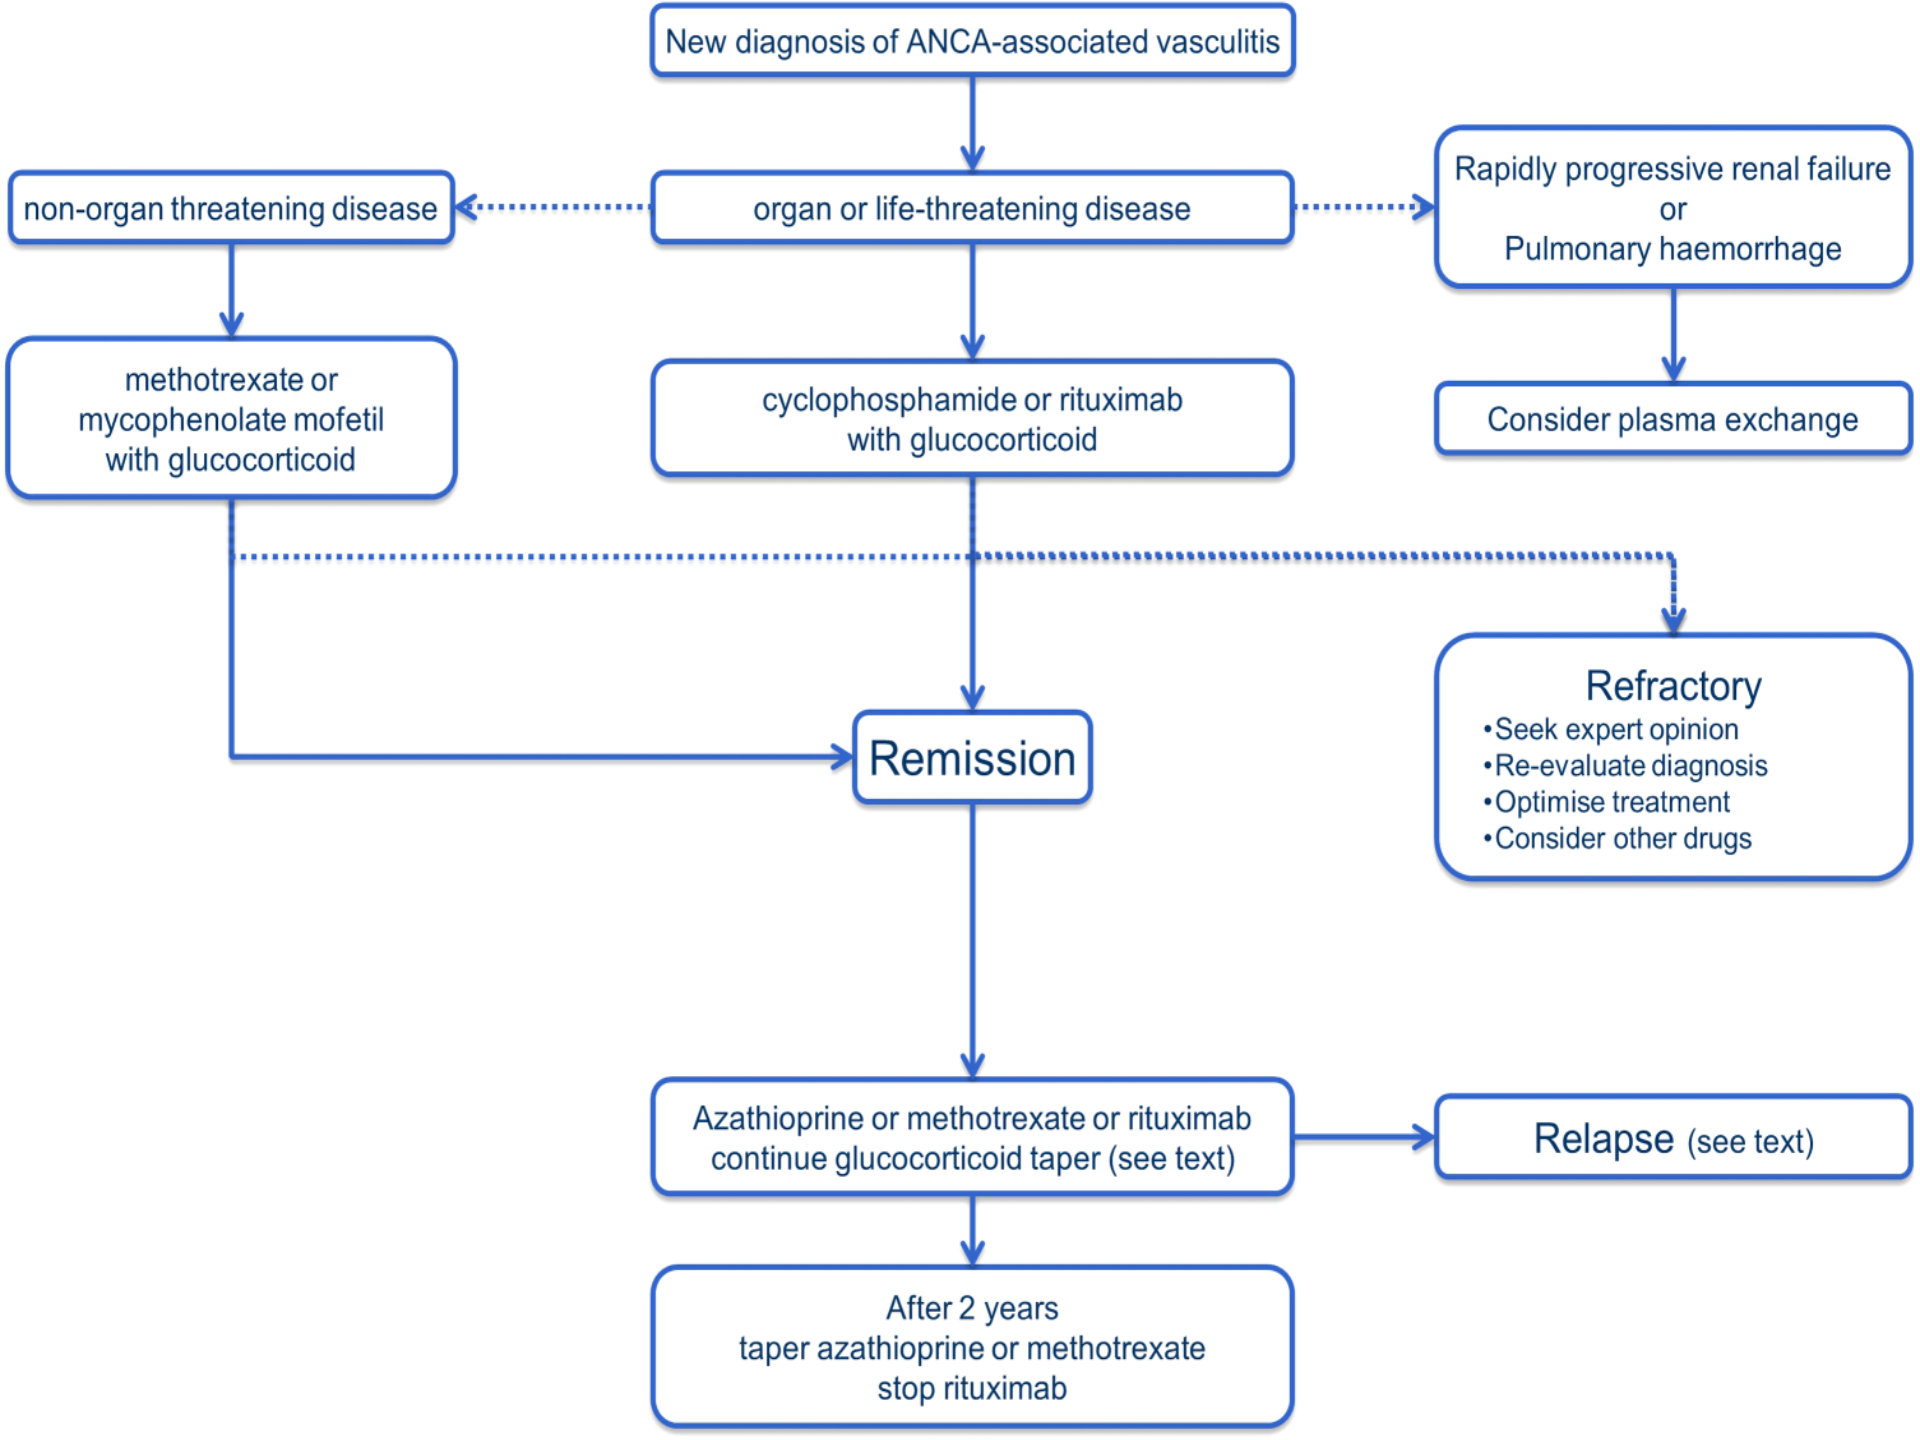 New diagnosis of ANCA-associated vasculitis
non-organ threatening disease
organ or life-threatening disease
Rapidly progressive renal failure
or
Pulmonary haemorrhage
methotrexate or
mycophenolate mofetil
with glucocorticoid
cyclophosphamide or rituximab
with glucocorticoid
Consider plasma exchange
Remission
Refractory
•Seek expert opinion
•Re-evaluate diagnosis
•Optimise treatment
•Consider other drugs
Azathioprine or methotrexate or rituximab
continue glucocorticoid taper (see text)
Relapse (see text)
After 2 years
taper azathioprine or methotrexate
stop rituximab